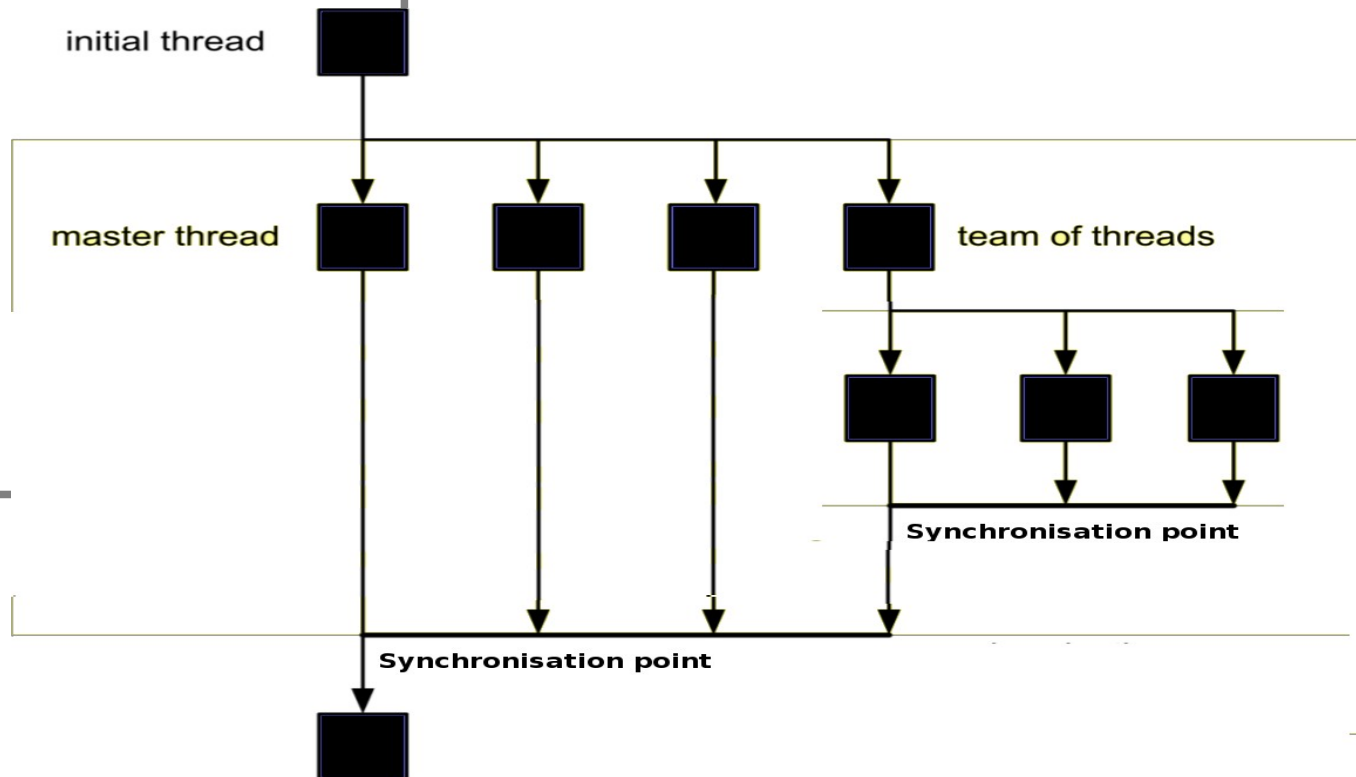 initial thread
master thread
team of threads
Synchronisation point
Synchronisation point